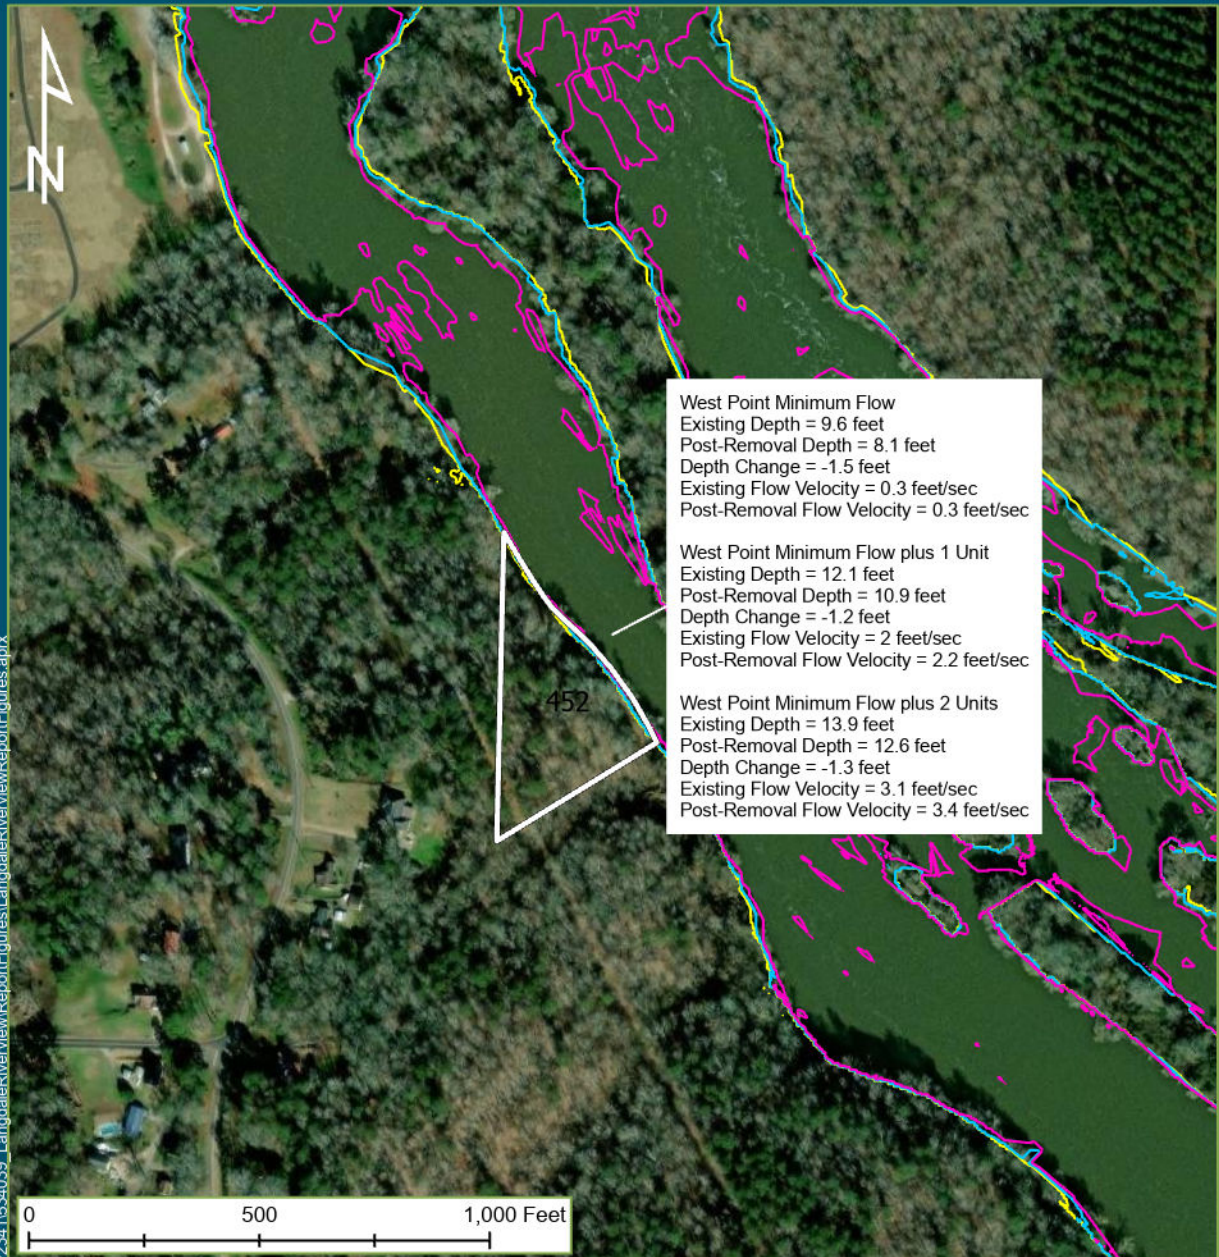 N
West Point Minimum Flow
Existing Depth = 9.6 feet
Post-Removal Depth = 8.1 feet
Depth Change = -1.5 feet
Existing Flow Velocity = 0.3 feet/sec
Post-Removal Flow Velocity = 0.3 feet/sec
West Point Minimum Flow plus 1 Unit
Existing Depth = 12.1 feet
Post-Removal Depth = 10.9 feet
Depth Change = -1.2 feet
Existing Flow Velocity = 2 feet/sec
Post-Removal Flow Velocity = 2.2 feet/sec
West Point Minimum Flow plus 2 Units
Existing Depth = 13.9 feet
Post-Removal Depth = 12.6 feet
Depth Change = -1.3 feet
Existing Flow Velocity = 3.1 feet/sec
Post-Removal Flow Velocity = 3.4 feet/sec
452
0 500 1,000 Feet